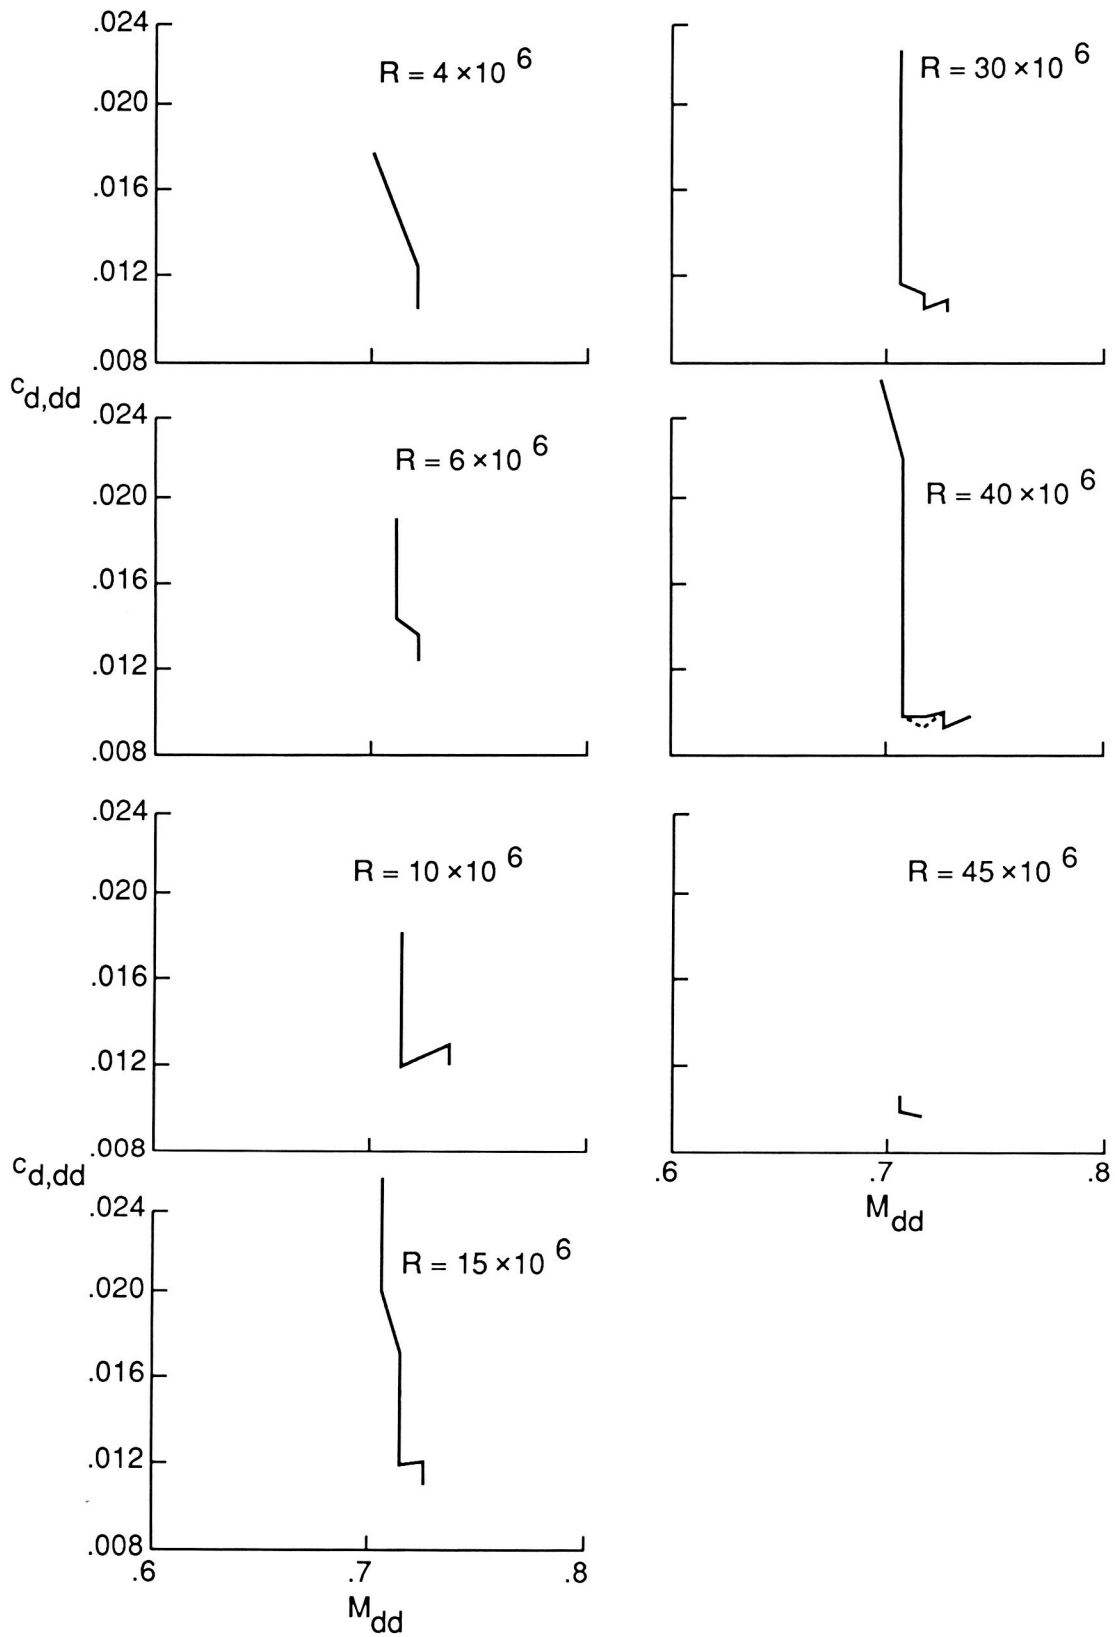 .024
.020
.016
.012
.008
R = 4 ×10 6
c d,dd
.024
.020
.016
.012
.008
R = 6 ×10 6
.024
.020
.016
.012
.008
R = 10 ×10 6
c d,dd
.024
.020
.016
.012
.008
R = 15 ×10 6
.6 .7 .8
M dd
R = 30 ×10 6
R = 40 ×10 6
R = 45 ×10 6
.6 .7 .8
M dd